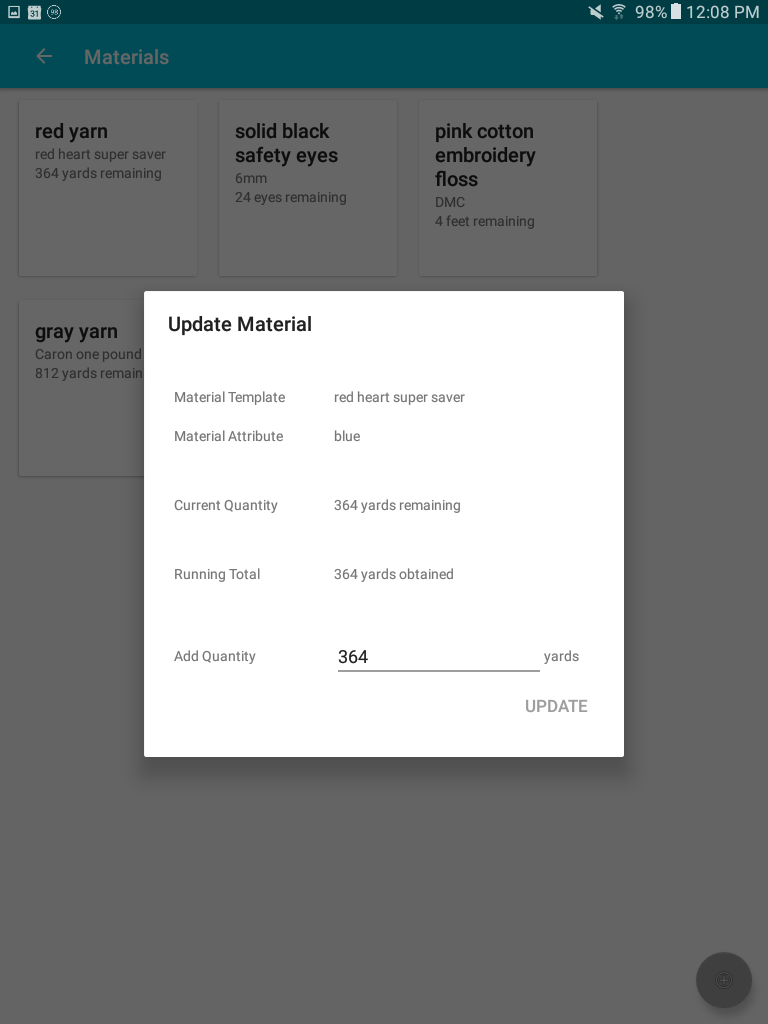 31 98 98% 12:08 PM
Materials
red yarn
red heart super saver
364 yards remaining
solid black
safety eyes
6mm
24 eyes remaining
pink cotton
embroidery
floss
DMC
4 feet remaining
gray yarn
Caron one pound
812 yards remain
Update Material
Material Template red heart super saver
Material Attribute blue
Current Quantity 364 yards remaining
Running Total 364 yards obtained
Add Quantity 364 yards
UPDATE